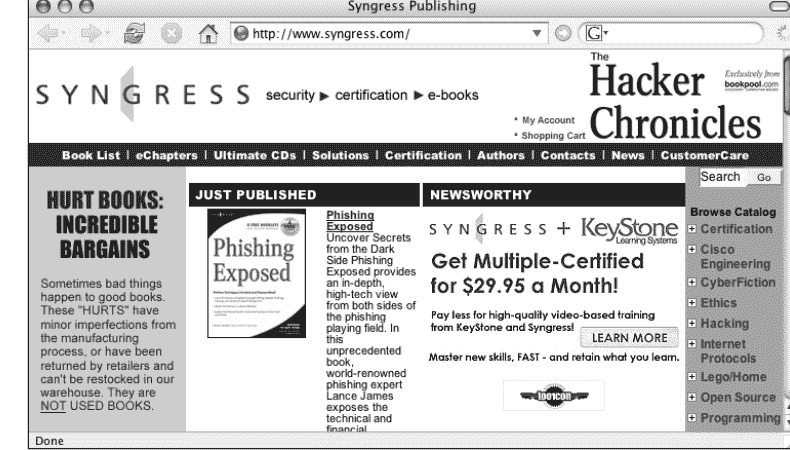 Syngress Publishing
http://www.syngress.com/
G
SYNGRESS
security ▶ certification ▶ e-books
• My Account
• Shopping Cart
The
Hacker
Chronicles
Exclusively from
bookpool.com
Book List | eChapters | Ultimate CDs | Solutions | Certification | Authors | Contacts | News | CustomerCare
HURT BOOKS:
INCREDIBLE
BARGAINS
Sometimes bad things
happen to good books.
These "HURTS" have
minor imperfections from
the manufacturing
process, or have been
returned by retailers and
can't be restocked in our
warehouse. They are
NOT USED BOOKS.
JUST PUBLISHED
Phishing
Exposed
Phishing
Exposed
Uncover Secrets
from the Dark
Side Phishing
Exposed provides
an in-depth,
high-tech view
from both sides of
the phishing
playing field. In
this
unprecedented
book,
world-renowned
phishing expert
Lance James
exposes the
technical and
financial
NEWSWORTHY
SYNGRESS + KeyStone
Learning Systems
Get Multiple-Certified
for $29.95 a Month!
Pay less for high-quality video-based training
from KeyStone and Syngress!
LEARN MORE
Master new skills, FAST - and retain what you learn.
toorcon
Search Go
Browse Catalog
Certification
Cisco
Engineering
CyberFiction
Ethics
Hacking
Internet
Protocols
Lego/Home
Open Source
Programming
Done